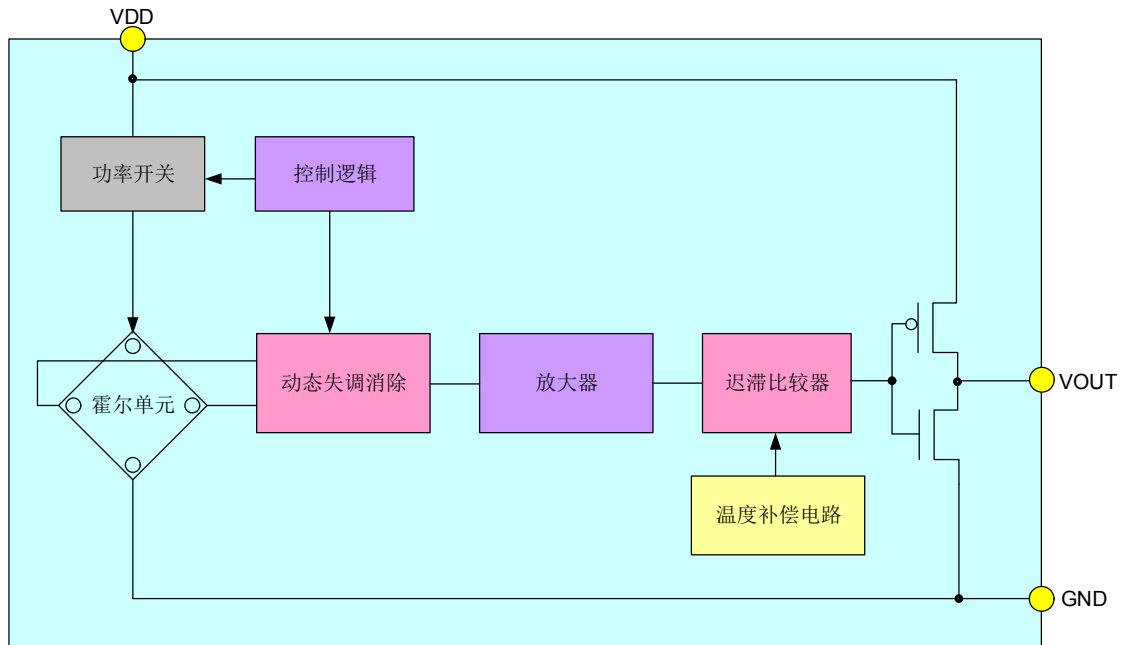 VDD
功率开关
控制逻辑
霍尔单元
动态失调消除
放大器
迟滞比较器
VOUT
温度补偿电路
GND